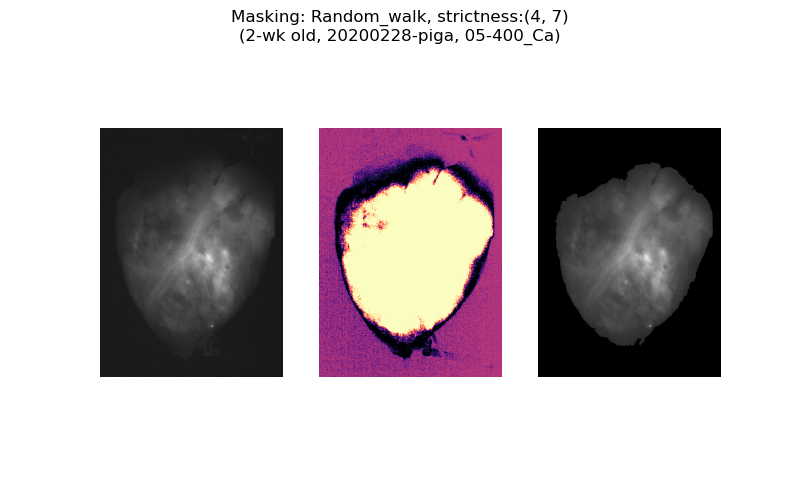 Masking: Random_walk, strictness:(4, 7)
(2-wk old, 20200228-piga, 05-400_Ca)